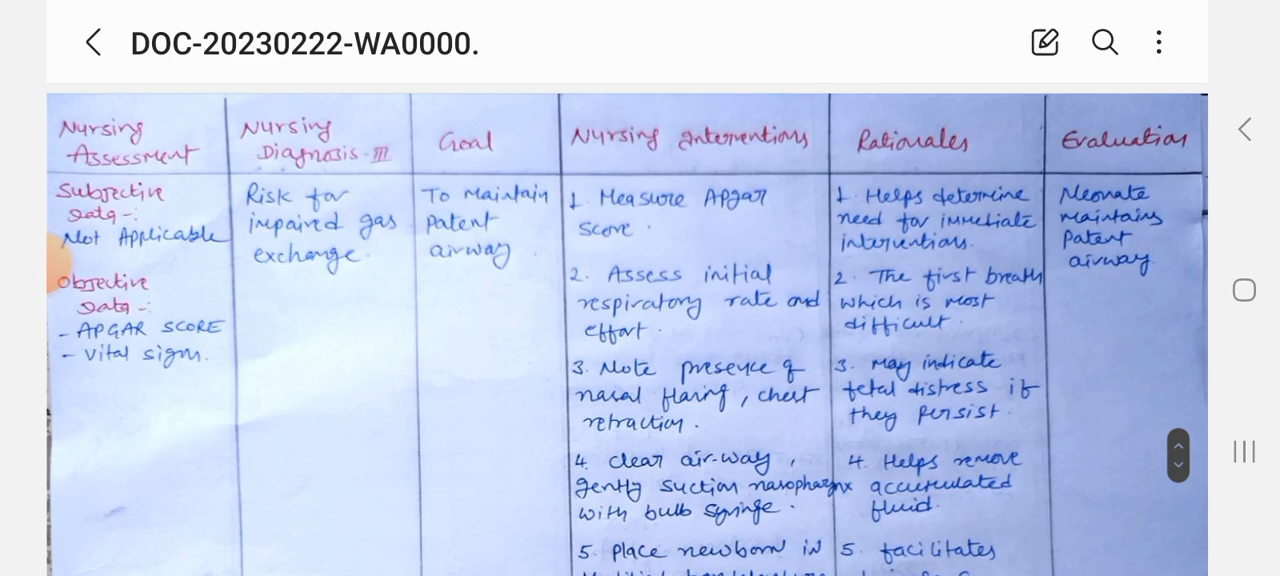 DOC-20230222-WA0000.
Nursing
Assessment
Nursing
Diagnosis-III
Goal
Nursing Interventions
Rationales
Evaluation
Subjective
Data-:
Not Applicable
Objective
Data-:
- APGAR SCORE
- Vital signs.
Risk for
impaired gas
exchange.
To Maintain
Patent
airway
1. Measure APgar
score.
2. Assess initial
respiratory rate and
effort.
3. Note presence of
nasal flaring, chest
retraction.
4. clear air-way,
gently suction nasopharynx
with bulb syringe.
5. Place newborn in
1. Helps determine
need for immediate
interventions.
2. The first breath
which is most
difficult.
3. May indicate
fetal distress if
they persist.
4. Helps remove
accumulated
fluid.
5. facilitates
Neonate
maintains
Patent
airway.